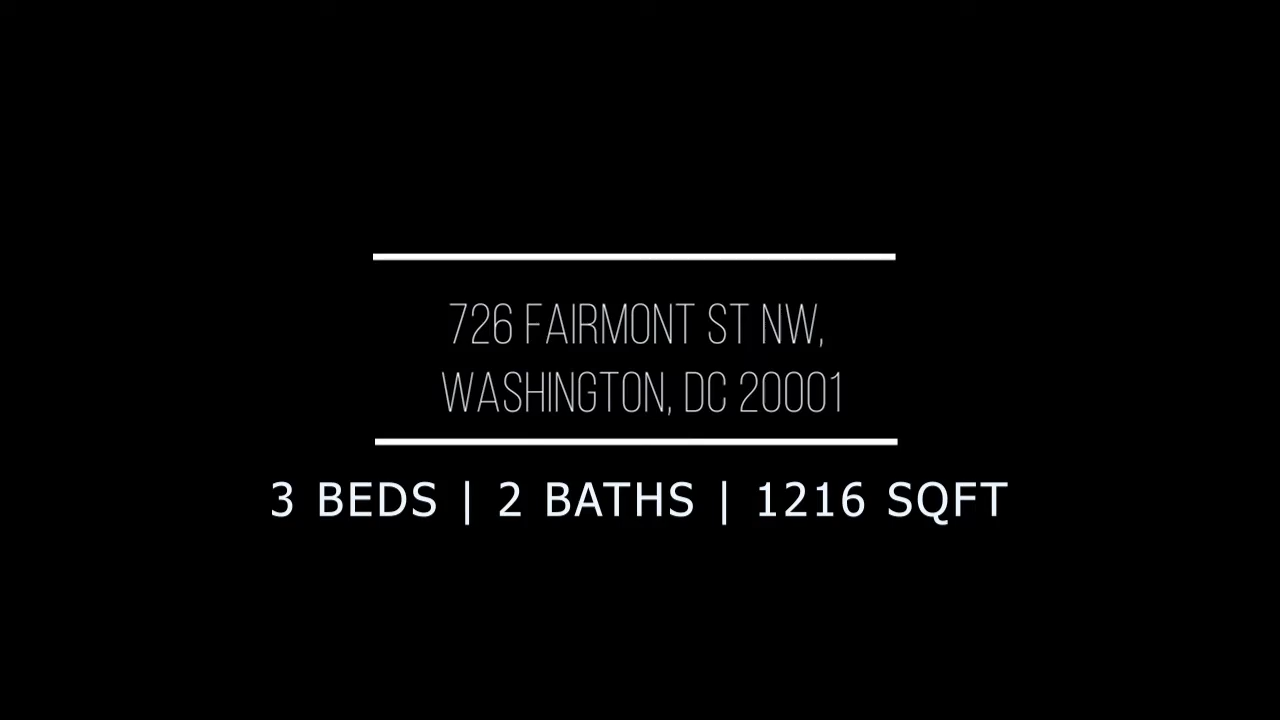 726 FAIRMONT ST NW,
WASHINGTON, DC 20001
3 BEDS | 2 BATHS | 1216 SQFT